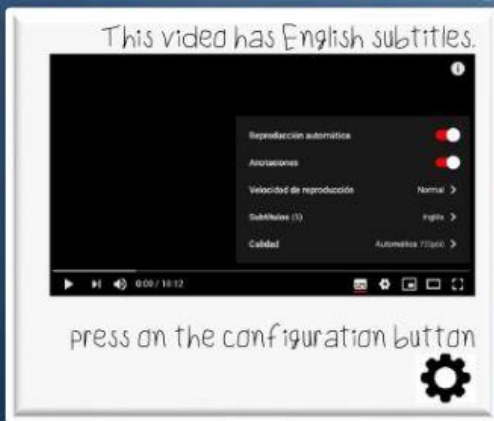 This video has English subtitles.
Reproducción automática
Anotaciones
Velocidad de reproducción Normal >
Subtítulos (1) Inglés >
Calidad Automática 720p60 >
0:00 / 10:12
press on the configuration button